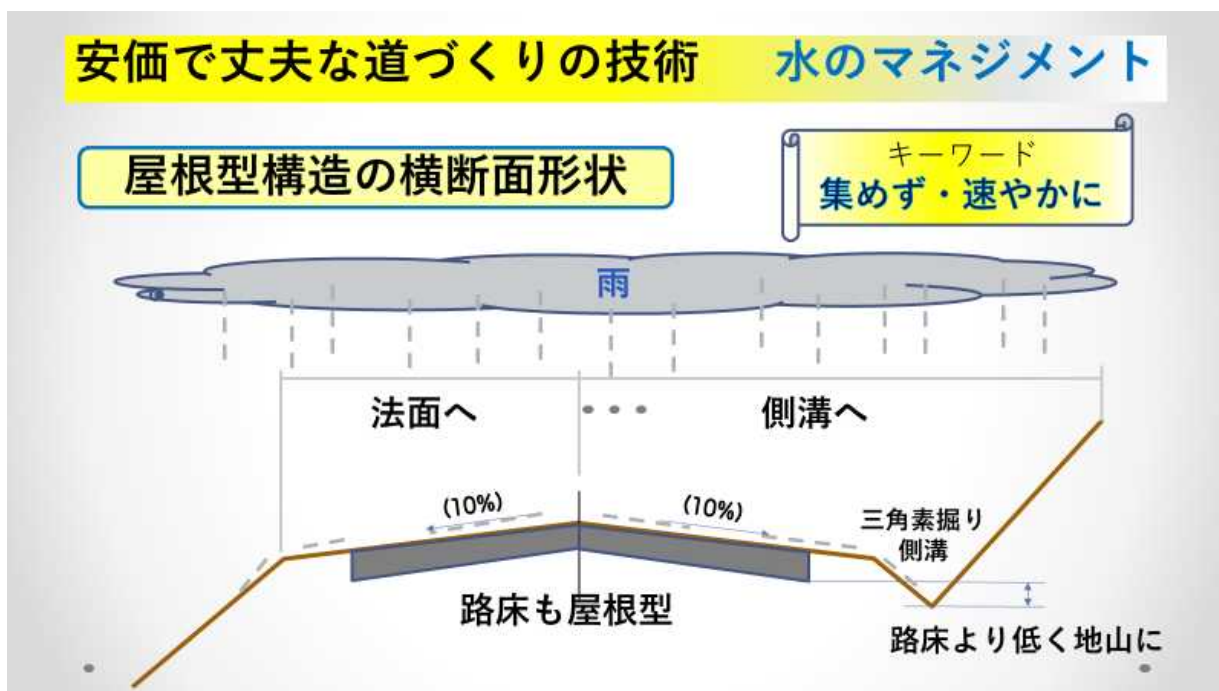 安価で丈夫な道づくりの技術　水のマネジメント
屋根型構造の横断面形状
キーワード
集めず・速やかに
雨
法面へ
側溝へ
(10%)
(10%)
三角素掘り
側溝
路床も屋根型
路床より低く地山に